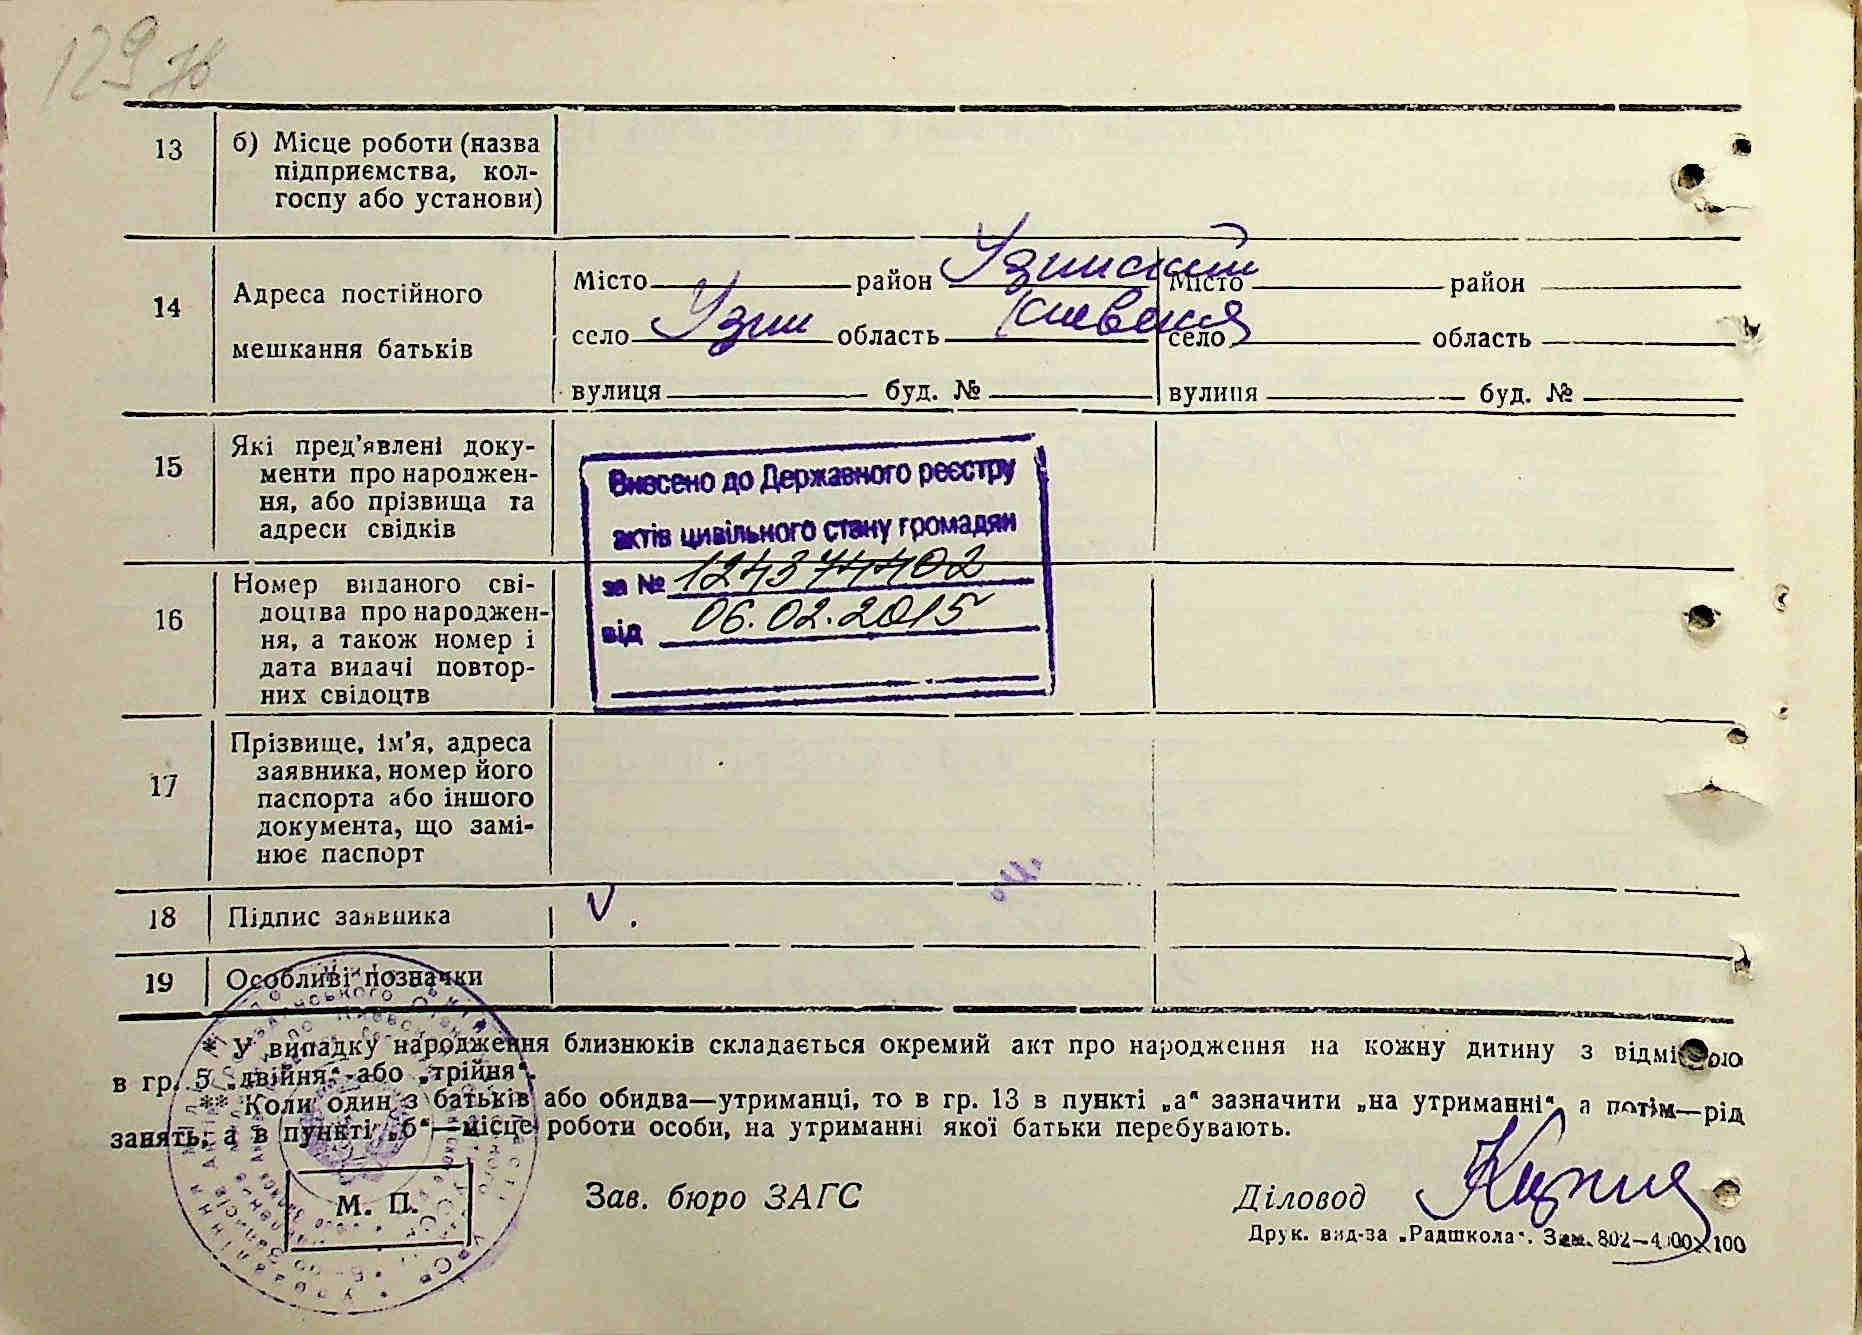 129 зв
13
б) Місце роботи (назва
підприємства, кол-
госпу або установи)
14
Адреса постійного
мешкання батьків
Місто район Узинский
село Узин область Киевская
вулиця буд. №
Місто район
село область
вулиця буд. №
15
Які пред’явлені доку-
менти про народжен-
ня, або прізвища та
адреси свідків
Внесено до Державного реєстру
актів цивільного стану громадян
за № 124374402
від 06.02.2015
16
Номер виданого сві-
доцтва про народжен-
ня, а також номер і
дата видачі повтор-
них свідоцтв
17
Прізвище, ім’я, адреса
заявника, номер його
паспорта або іншого
документа, що замі-
нює паспорт
18
Підпис заявника
V .
19
Особливі позначки
* У випадку народження близнюків складається окремий акт про народження на кожну дитину з відміткою
в гр. 5 „двійня“ або „трійня“.
** Коли один з батьків або обидва—утриманці, то в гр. 13 в пункті „а“ зазначити „на утриманні“, а потім—рід
занять, а в пункті „б“—місце роботи особи, на утриманні якої батьки перебувають.
М. П.
Зав. бюро ЗАГС
Діловод
Друк. вид-за „Радшкола“. Зам. 802—4000×100